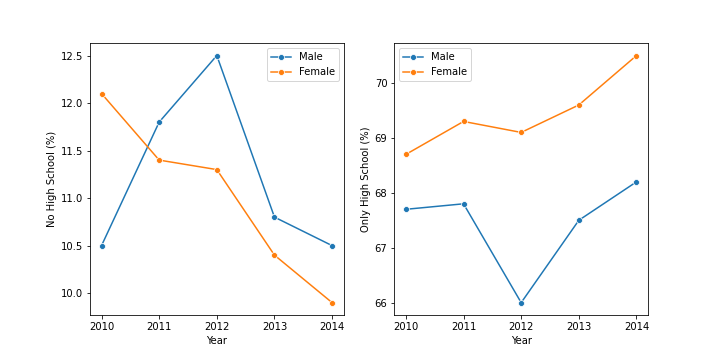 No High School (%)
12.5
12.0
11.5
11.0
10.5
10.0
Male
Female
2010 2011 2012 2013 2014
Year
Only High School (%)
70
69
68
67
66
Male
Female
2010 2011 2012 2013 2014
Year